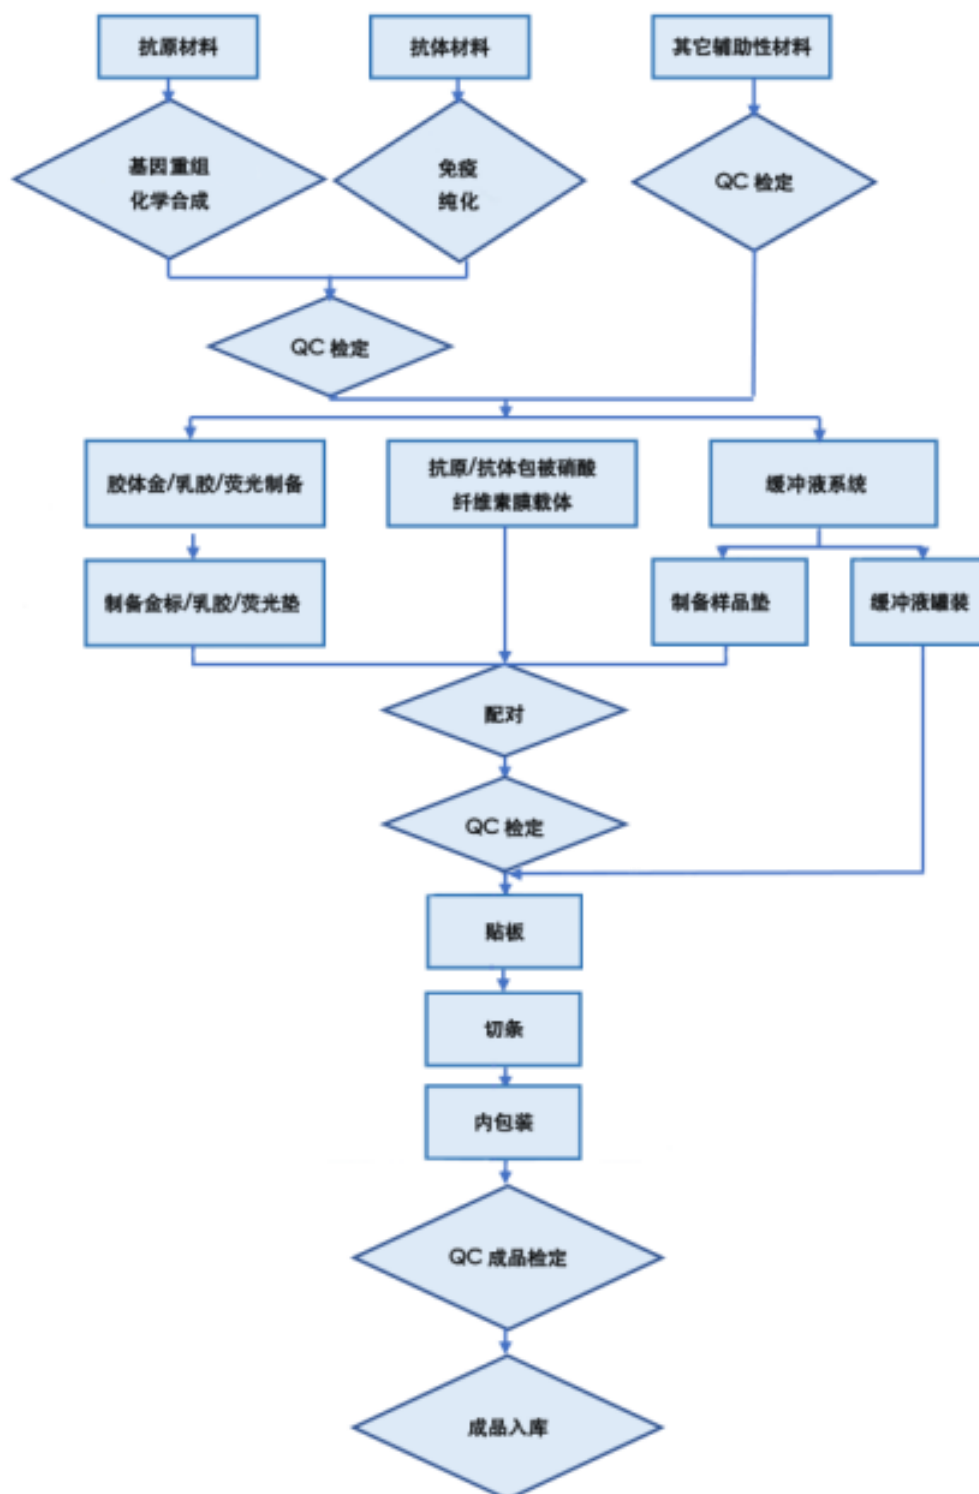 抗原材料
抗体材料
其它辅助性材料
基因重组
化学合成
免疫
纯化
QC 检定
QC 检定
胶体金/乳胶/荧光制备
抗原/抗体包被硝酸
纤维素膜载体
缓冲液系统
制备金标/乳胶/荧光垫
制备样品垫
缓冲液罐装
配对
QC 检定
贴板
切条
内包装
QC 成品检定
成品入库